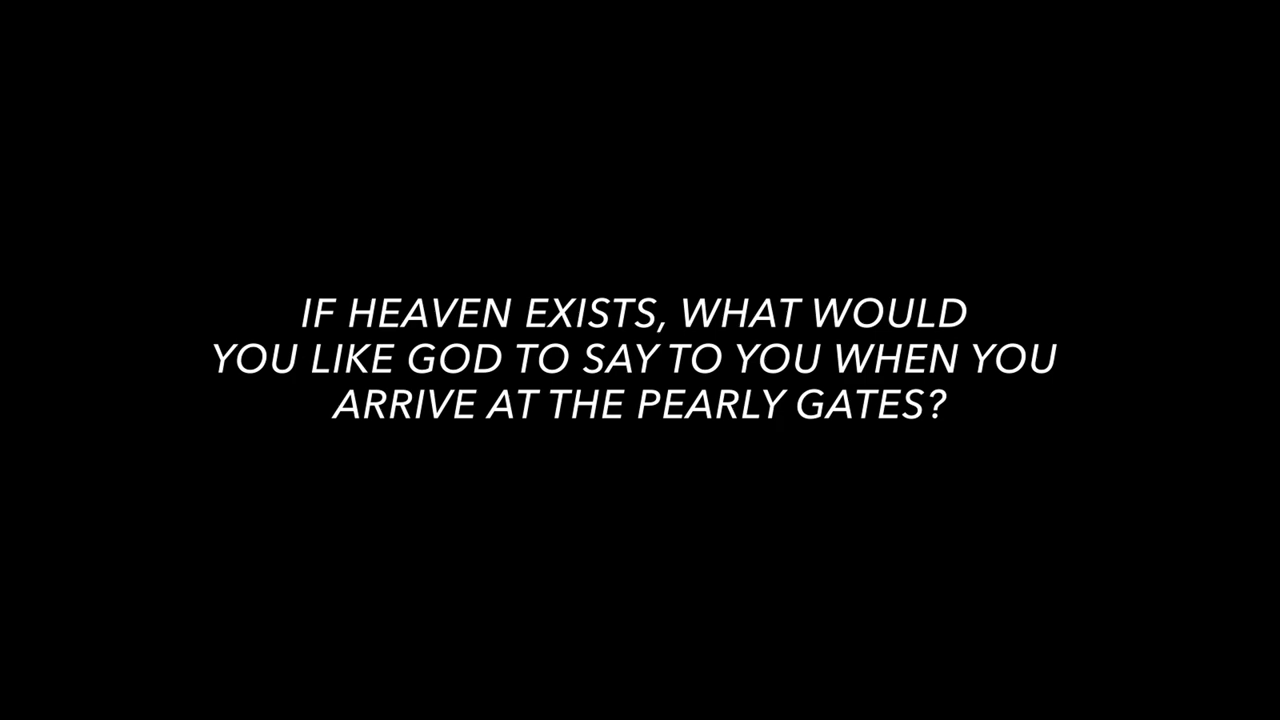 IF HEAVEN EXISTS, WHAT WOULD
YOU LIKE GOD TO SAY TO YOU WHEN YOU
ARRIVE AT THE PEARLY GATES?